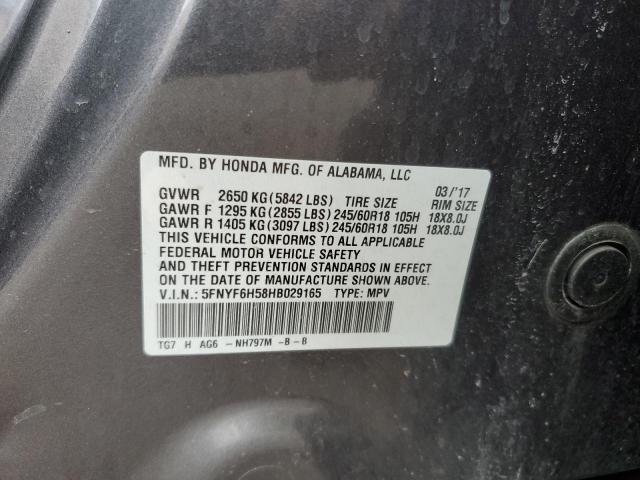 MFD. BY HONDA MFG. OF ALABAMA, LLC
GVWR 2650 KG(5842 LBS) TIRE SIZE 03/'17 RIM SIZE
GAWR F 1295 KG(2855 LBS)245/60R18 105H 18X8.0J
GAWR R 1405 KG(3097 LBS)245/60R18 105H 18X8.0J
THIS VEHICLE CONFORMS TO ALL APPLICABLE
FEDERAL MOTOR VEHICLE SAFETY
AND THEFT PREVENTION STANDARDS IN EFFECT
ON THE DATE OF MANUFACTURE SHOWN ABOVE.
V.I.N.: 5FNYF6H58HB029165 TYPE: MPV
TG7 H AG6 -NH797M -B-B